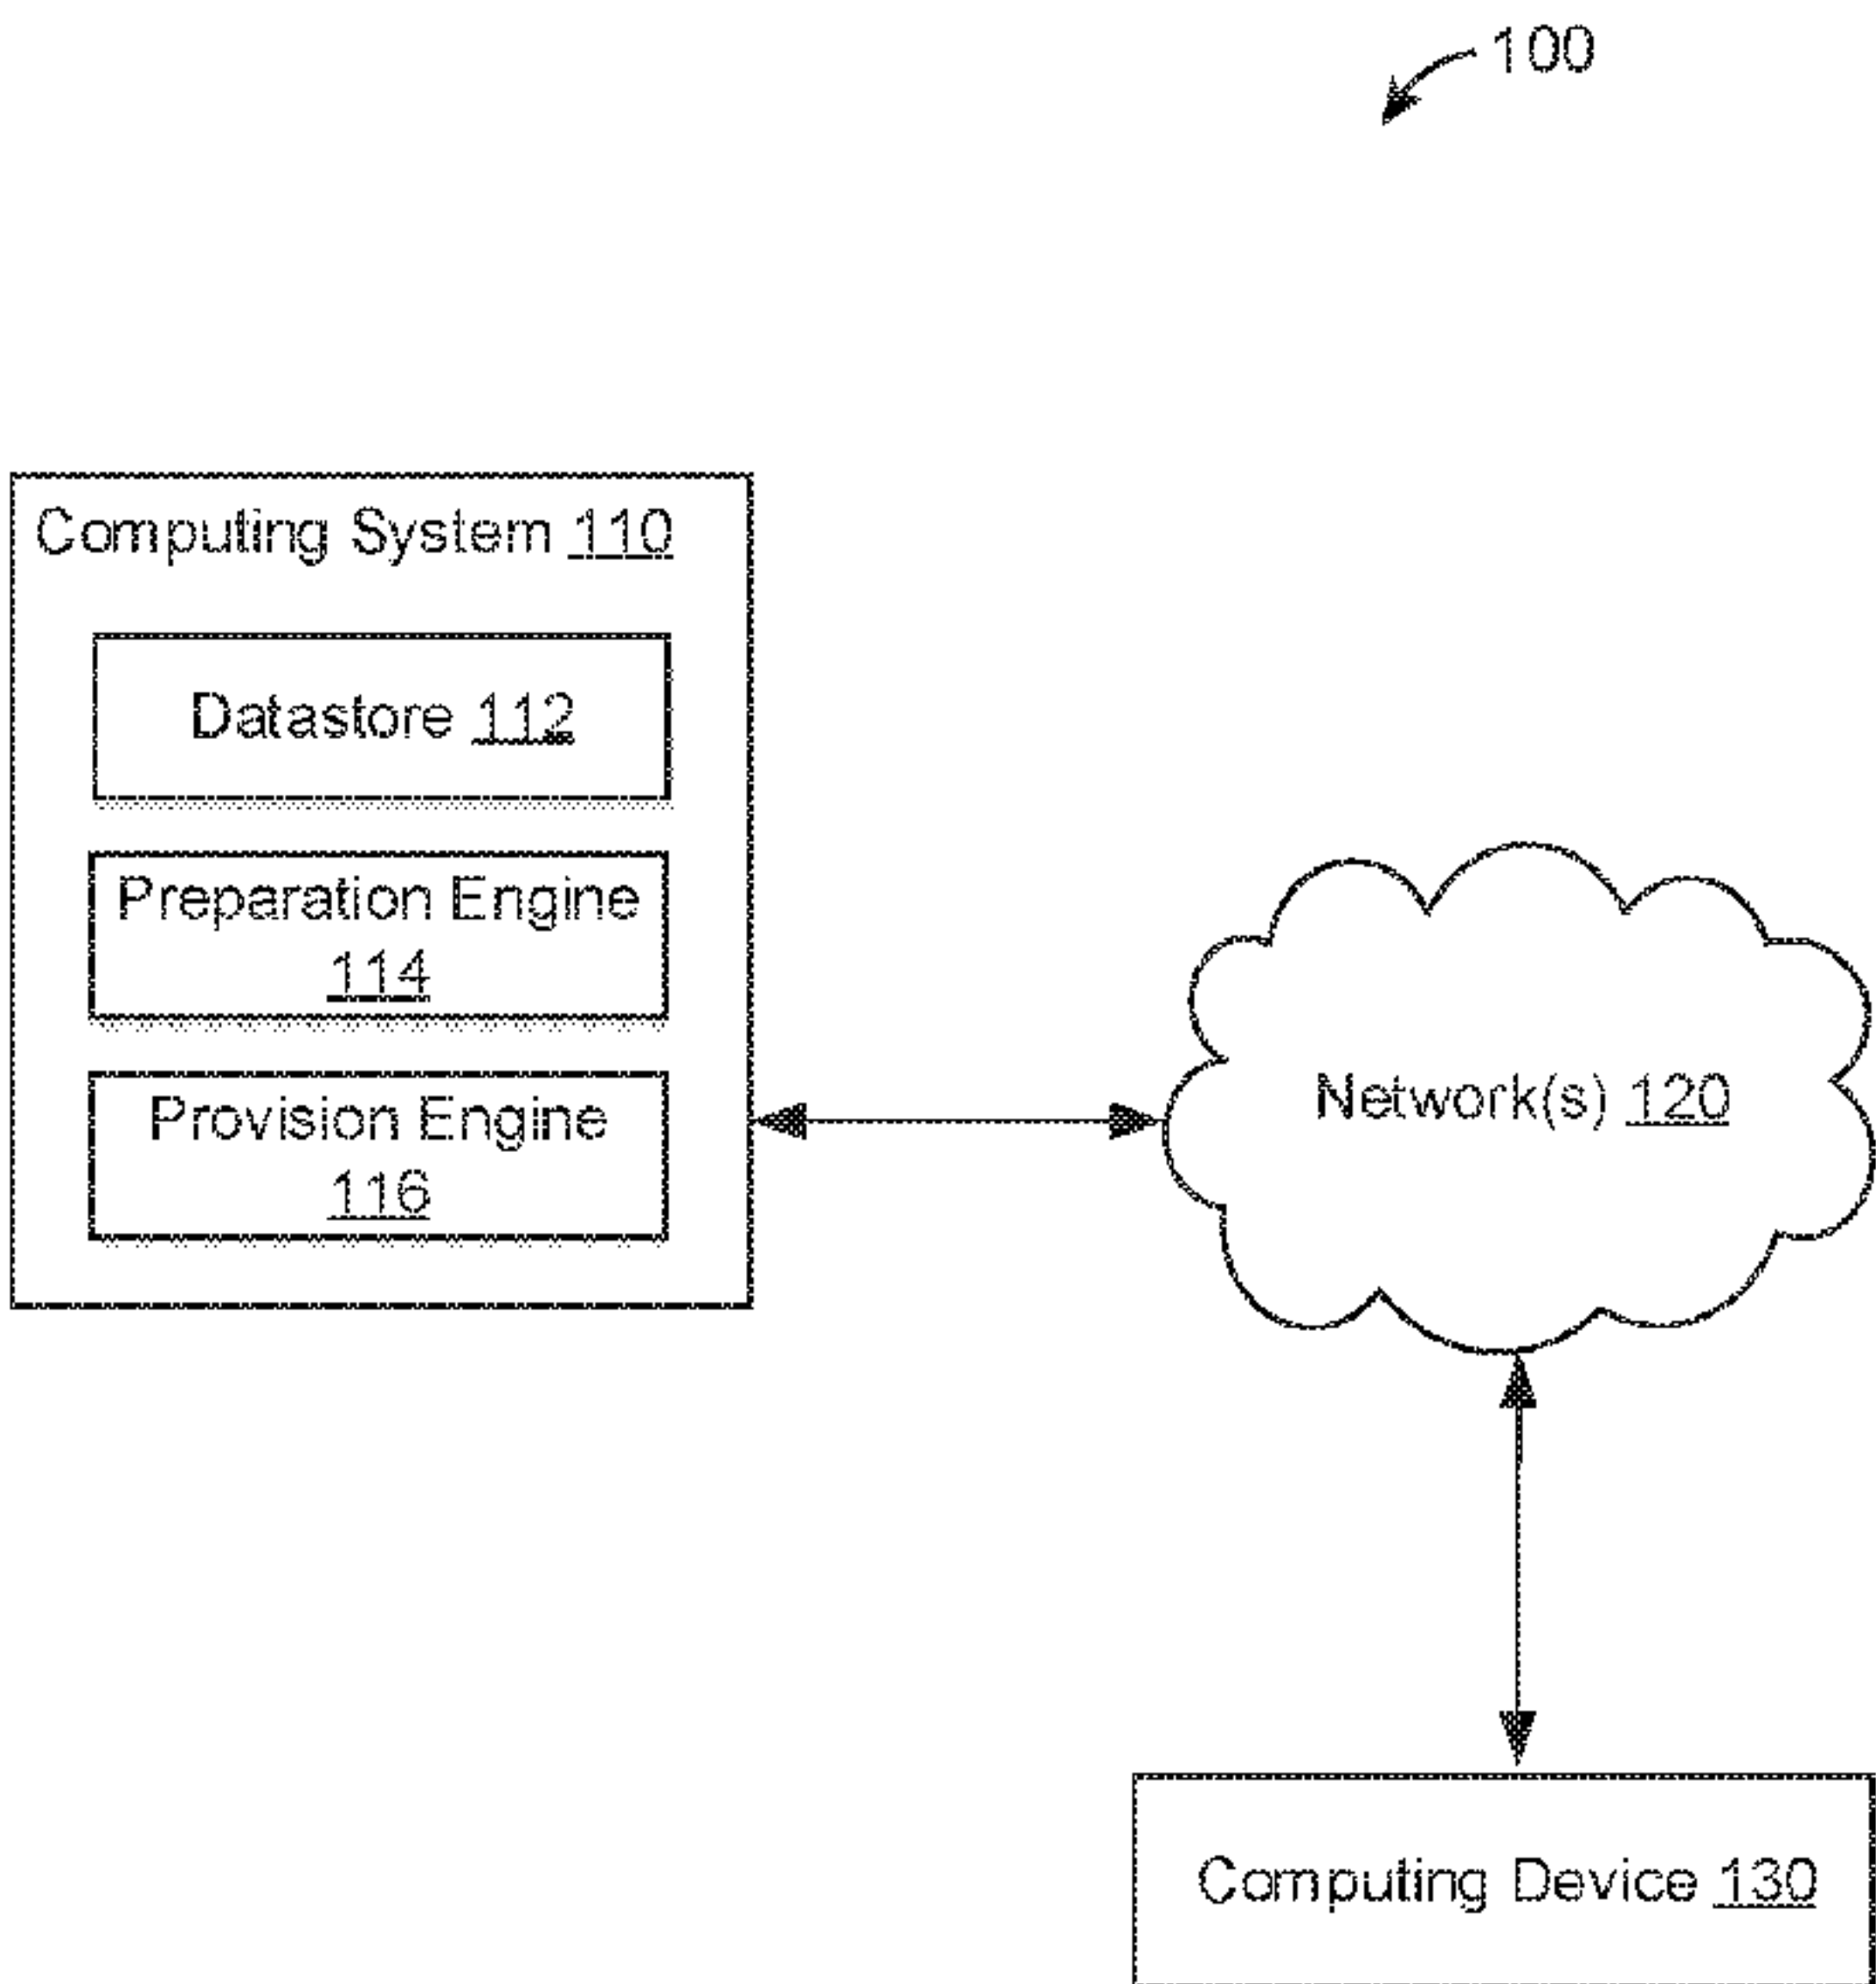 100
Computing System 110
Datastore 112
Preparation Engine
114
Provision Engine
116
Network(s) 120
Computing Device 130